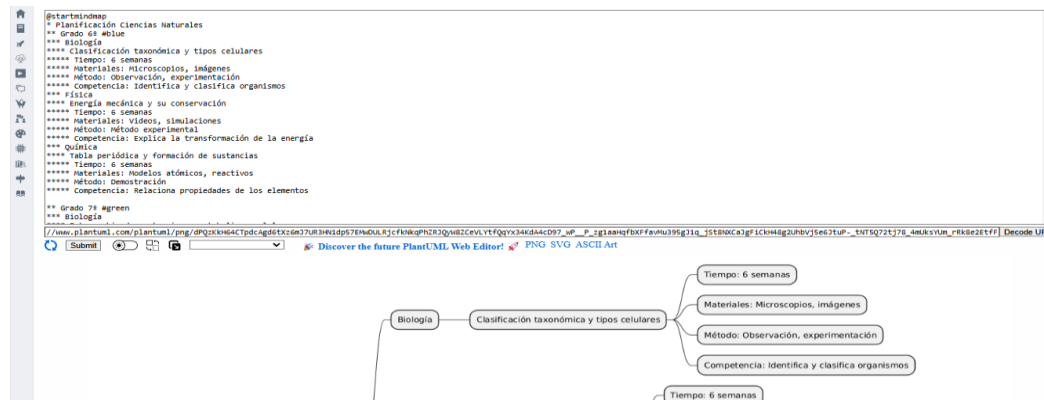 @startmindmap
* Planificación Ciencias Naturales
** Grado 6º #blue
*** Biología
**** Clasificación taxonómica y tipos celulares
***** Tiempo: 6 semanas
***** Materiales: Microscopios, imágenes
***** Método: Observación, experimentación
***** Competencia: Identifica y clasifica organismos
*** Física
**** Energía mecánica y su conservación
***** Tiempo: 6 semanas
***** Materiales: Videos, simulaciones
***** Método: Método experimental
***** Competencia: Explica la transformación de la energía
*** Química
**** Tabla periódica y formación de sustancias
***** Tiempo: 6 semanas
***** Materiales: Modelos atómicos, reactivos
***** Método: Demostración
***** Competencia: Relaciona propiedades de los elementos
** Grado 7º #green
*** Biología
Decode UR
Submit
Discover the future PlantUML Web Editor! PNG SVG ASCII Art
Tiempo: 6 semanas
Materiales: Microscopios, imágenes
Biología
Clasificación taxonómica y tipos celulares
Método: Observación, experimentación
Competencia: Identifica y clasifica organismos
Tiempo: 6 semanas